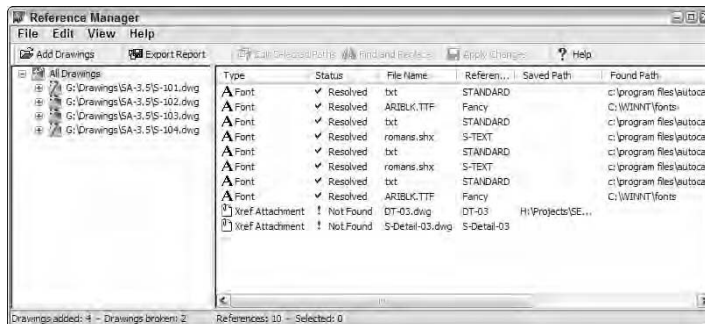 Reference Manager
File Edit View Help
Add Drawings Export Report Edit Selected Paths Find and Replace Apply Changes ? Help
All Drawings
G:\Drawings\SA-3.5\S-101.dwg
G:\Drawings\SA-3.5\S-102.dwg
G:\Drawings\SA-3.5\S-103.dwg
G:\Drawings\SA-3.5\S-104.dwg
Type Status File Name Referen... Saved Path Found Path
A Font Resolved txt STANDARD c:\program files\autoca
A Font Resolved ARIBLK.TTF Fancy C:\WINNT\fonts
A Font Resolved txt STANDARD c:\program files\autoca
A Font Resolved romans.shx S-TEXT c:\program files\autoca
A Font Resolved txt STANDARD c:\program files\autoca
A Font Resolved romans.shx S-TEXT c:\program files\autoca
A Font Resolved txt STANDARD c:\program files\autoca
A Font Resolved ARIBLK.TTF Fancy C:\WINNT\fonts
Xref Attachment ! Not Found DT-03.dwg DT-03 H:\Projects\SE...
Xref Attachment ! Not Found S-Detail-03.dwg S-Detail-03
Drawings added: 4 - Drawings broken: 2 References: 10 - Selected: 0